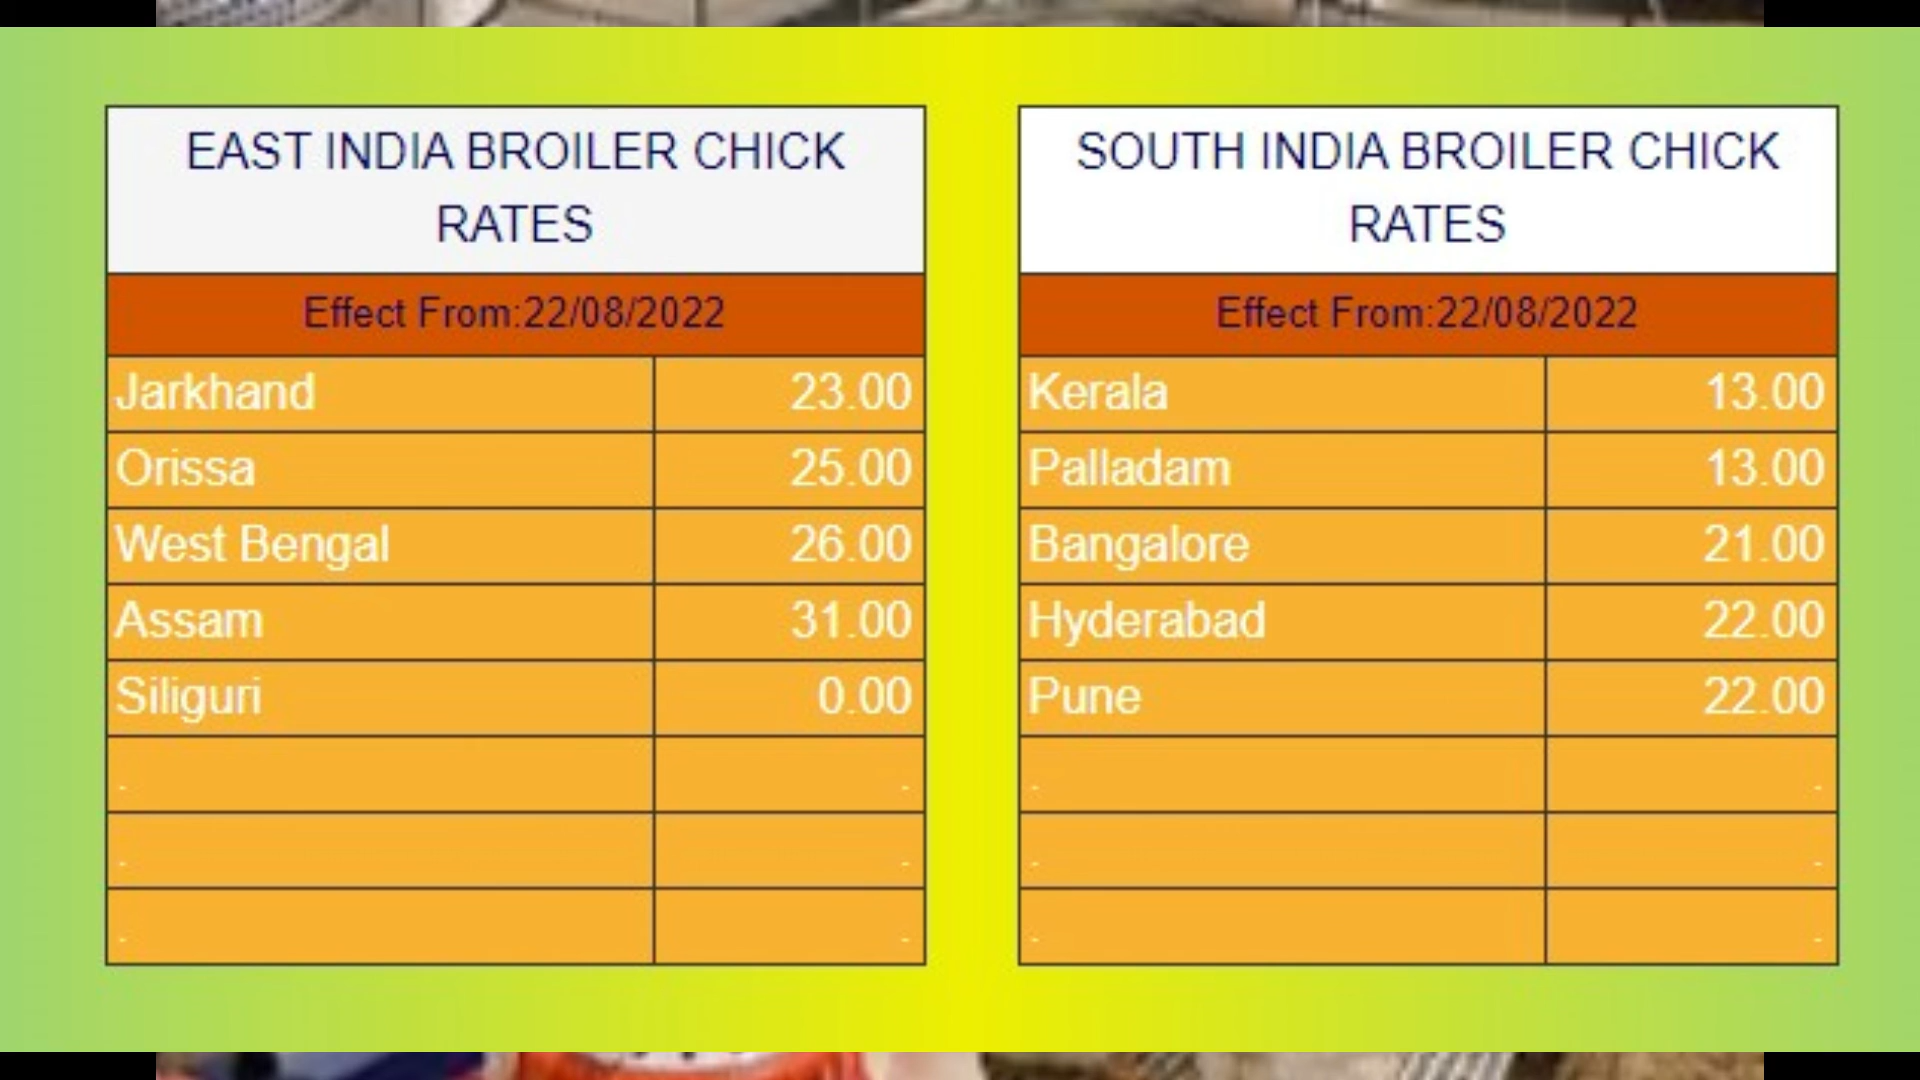 EAST INDIA BROILER CHICK
RATES
Effect From:22/08/2022
Jarkhand 23.00
Orissa 25.00
West Bengal 26.00
Assam 31.00
Siliguri 0.00
. .
. .
. .
SOUTH INDIA BROILER CHICK
RATES
Effect From:22/08/2022
Kerala 13.00
Palladam 13.00
Bangalore 21.00
Hyderabad 22.00
Pune 22.00
. .
. .
. .